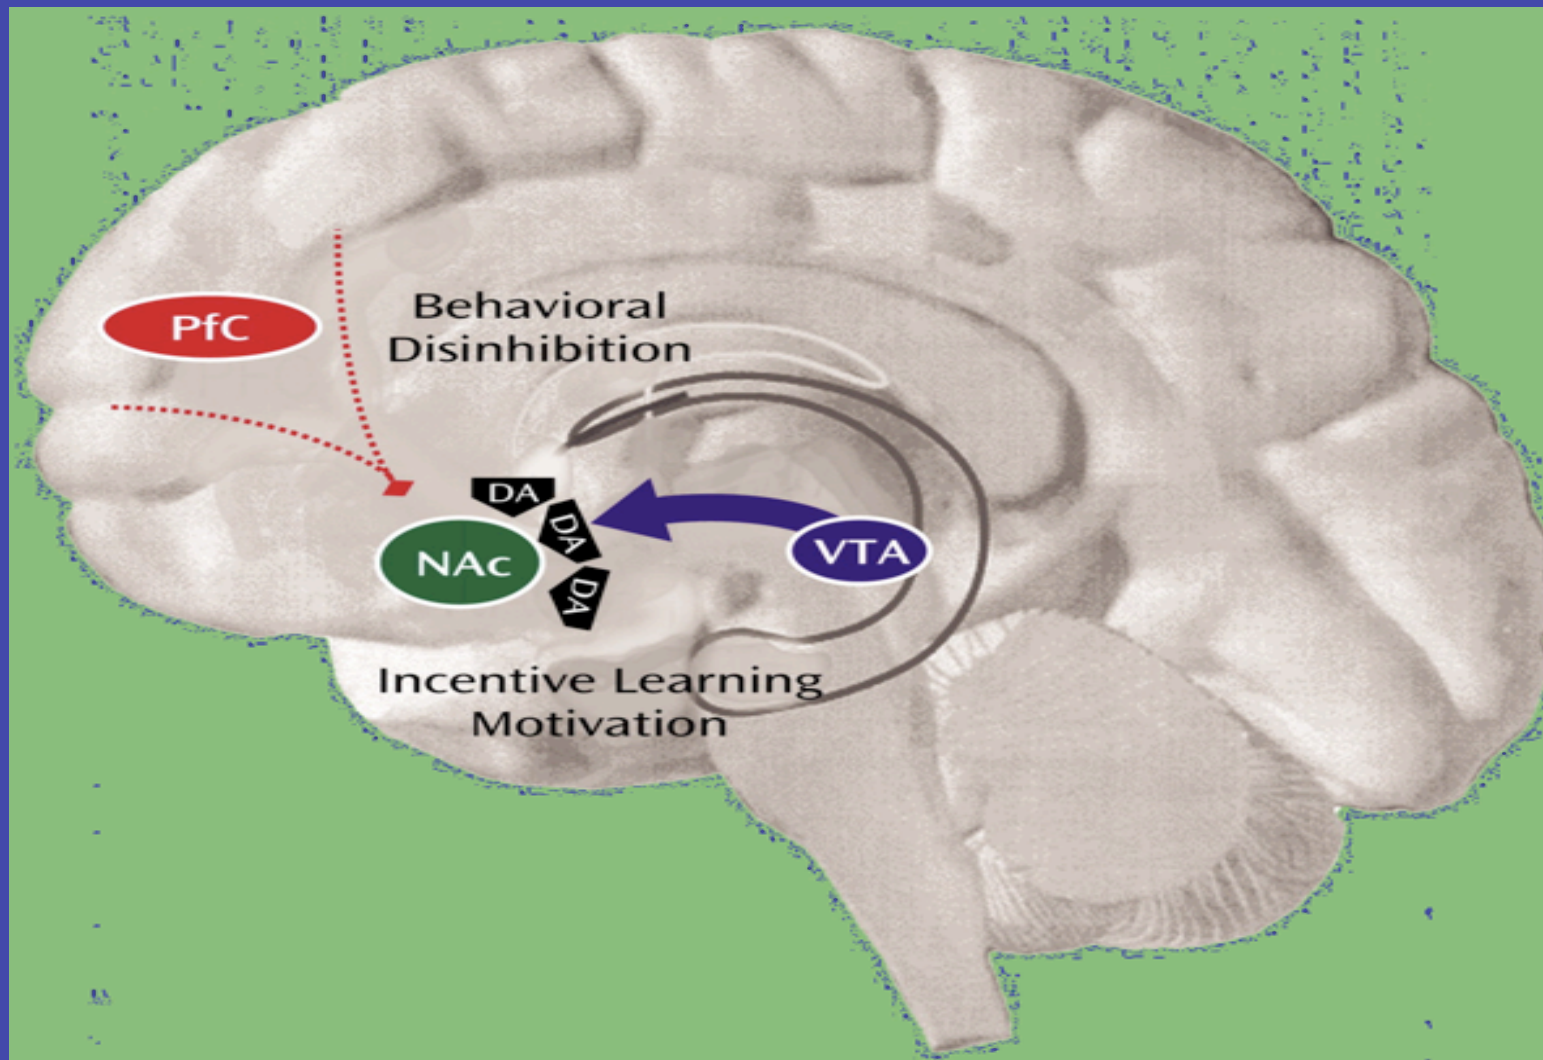 Behavioral
Disinhibition
PfC
DA
DA
DA
NAc
VTA
Incentive Learning
Motivation